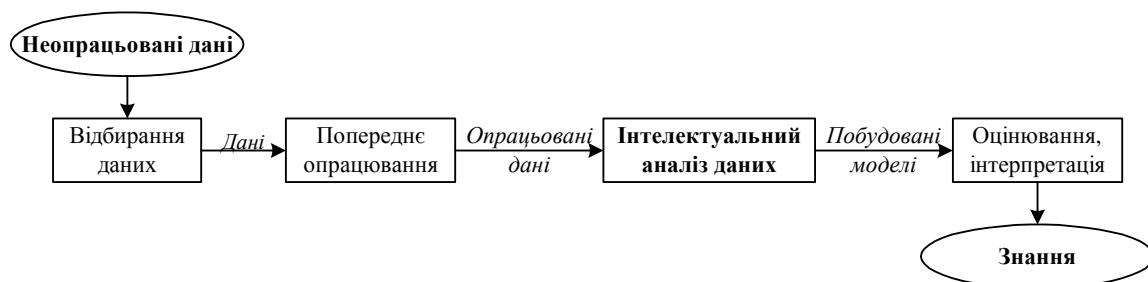 Неопрацьовані дані
Відбирання
даних
Дані
Попереднє
опрацювання
Опрацьовані
дані
Інтелектуальний
аналіз даних
Побудовані
моделі
Оцінювання,
інтерпретація
Знання